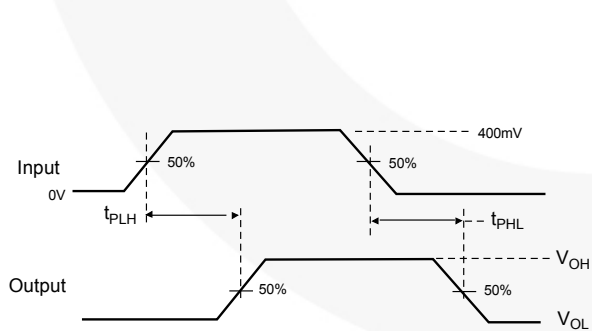 400mV
50%
50%
Input
0V
tPLH
tPHL
VOH
Output
50%
50%
VOL